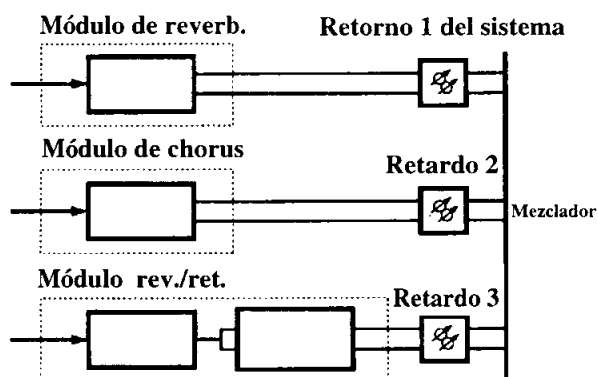 Módulo de reverb.
Retorno 1 del sistema
Módulo de chorus
Retardo 2
Mezclador
Módulo rev./ret.
Retardo 3